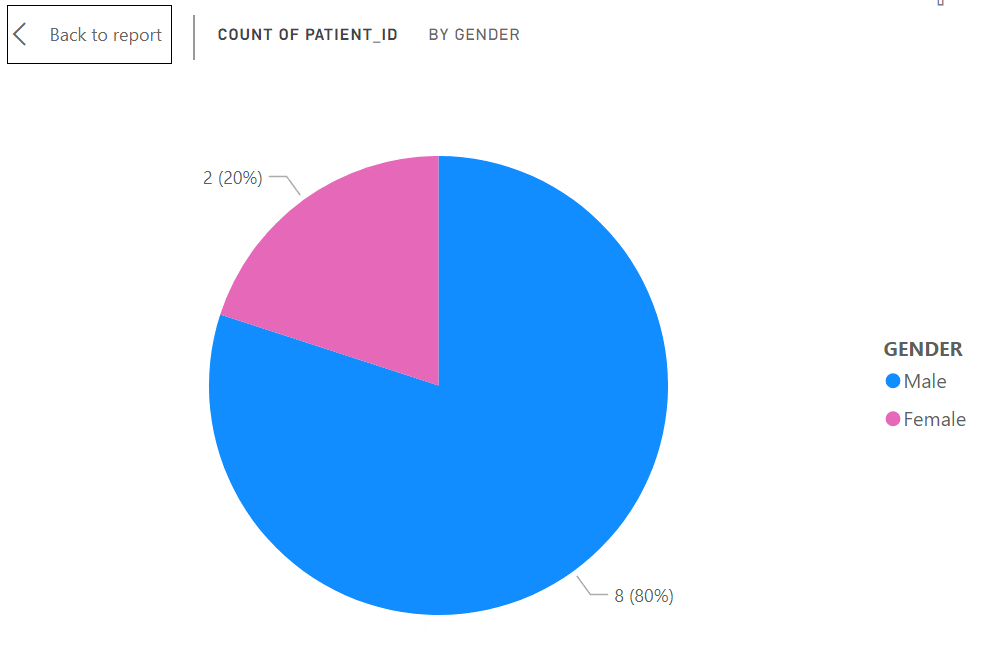 Back to report
COUNT OF PATIENT_ID BY GENDER
2 (20%)
GENDER
Male
Female
8 (80%)